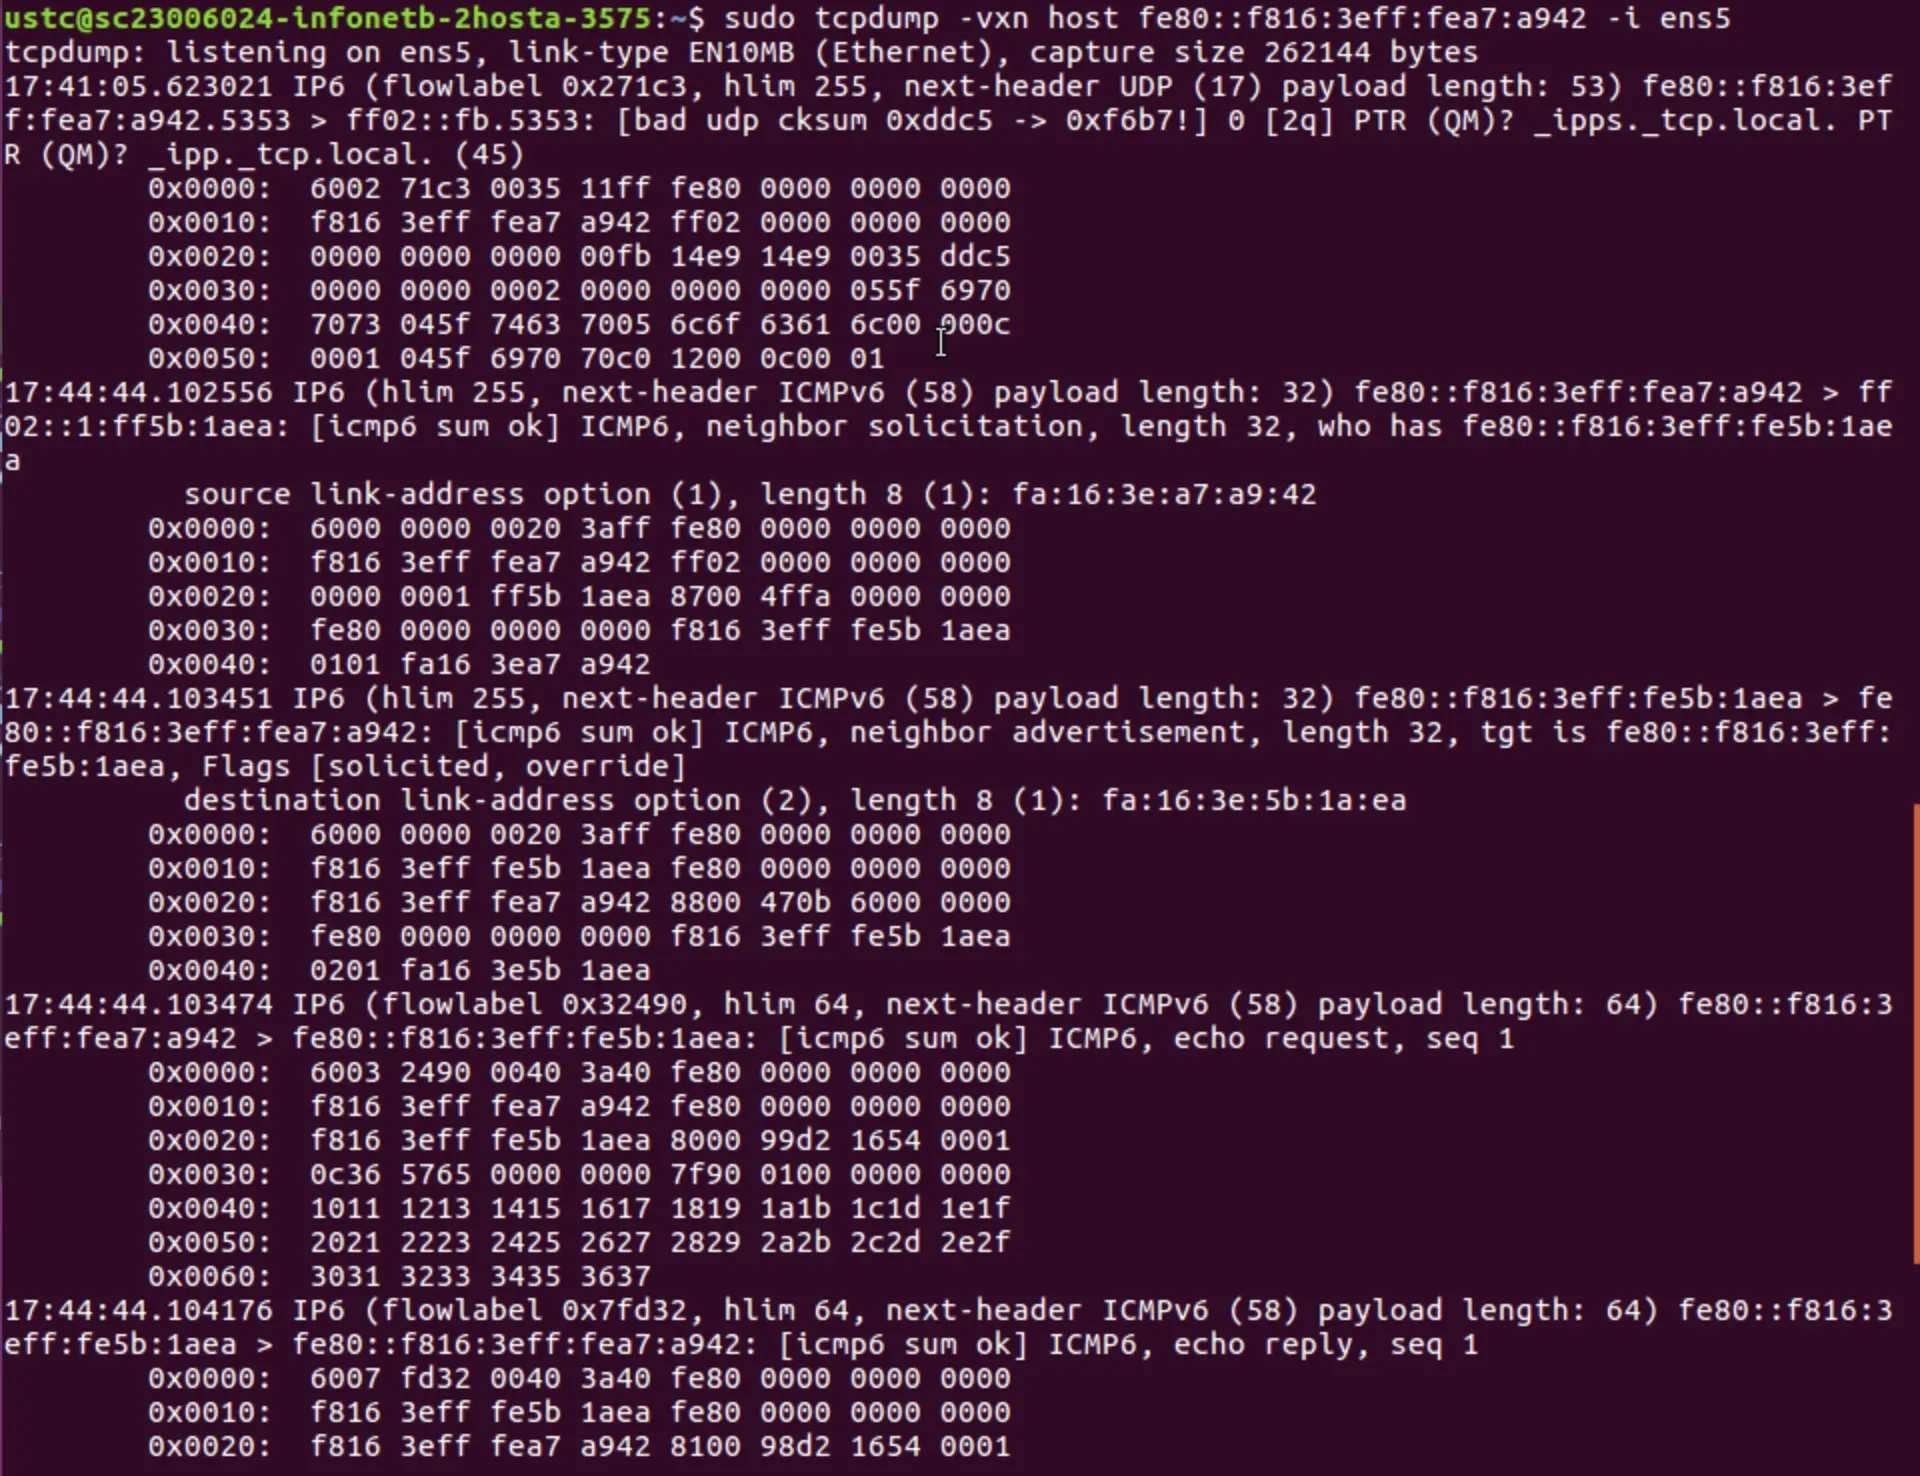 ustc@sc23006024-infonetb-2hosta-3575:~$ sudo tcpdump -vxn host fe80::f816:3eff:fea7:a942 -i ens5
tcpdump: listening on ens5, link-type EN10MB (Ethernet), capture size 262144 bytes
17:41:05.623021 IP6 (flowlabel 0x271c3, hlim 255, next-header UDP (17) payload length: 53) fe80::f816:3ef
f:fea7:a942.5353 > ff02::fb.5353: [bad udp cksum 0xddc5 -> 0xf6b7!] 0 [2q] PTR (QM)? _ipps._tcp.local. PT
R (QM)? _ipp._tcp.local. (45)
0x0000:  6002 71c3 0035 11ff fe80 0000 0000 0000
0x0010:  f816 3eff fea7 a942 ff02 0000 0000 0000
0x0020:  0000 0000 0000 00fb 14e9 14e9 0035 ddc5
0x0030:  0000 0000 0002 0000 0000 0000 055f 6970
0x0040:  7073 045f 7463 7005 6c6f 6361 6c00 000c
0x0050:  0001 045f 6970 70c0 1200 0c00 01
17:44:44.102556 IP6 (hlim 255, next-header ICMPv6 (58) payload length: 32) fe80::f816:3eff:fea7:a942 > ff
02::1:ff5b:1aea: [icmp6 sum ok] ICMP6, neighbor solicitation, length 32, who has fe80::f816:3eff:fe5b:1ae
a
source link-address option (1), length 8 (1): fa:16:3e:a7:a9:42
0x0000:  6000 0000 0020 3aff fe80 0000 0000 0000
0x0010:  f816 3eff fea7 a942 ff02 0000 0000 0000
0x0020:  0000 0001 ff5b 1aea 8700 4ffa 0000 0000
0x0030:  fe80 0000 0000 0000 f816 3eff fe5b 1aea
0x0040:  0101 fa16 3ea7 a942
17:44:44.103451 IP6 (hlim 255, next-header ICMPv6 (58) payload length: 32) fe80::f816:3eff:fe5b:1aea > fe
80::f816:3eff:fea7:a942: [icmp6 sum ok] ICMP6, neighbor advertisement, length 32, tgt is fe80::f816:3eff:
fe5b:1aea, Flags [solicited, override]
destination link-address option (2), length 8 (1): fa:16:3e:5b:1a:ea
0x0000:  6000 0000 0020 3aff fe80 0000 0000 0000
0x0010:  f816 3eff fe5b 1aea fe80 0000 0000 0000
0x0020:  f816 3eff fea7 a942 8800 470b 6000 0000
0x0030:  fe80 0000 0000 0000 f816 3eff fe5b 1aea
0x0040:  0201 fa16 3e5b 1aea
17:44:44.103474 IP6 (flowlabel 0x32490, hlim 64, next-header ICMPv6 (58) payload length: 64) fe80::f816:3
eff:fea7:a942 > fe80::f816:3eff:fe5b:1aea: [icmp6 sum ok] ICMP6, echo request, seq 1
0x0000:  6003 2490 0040 3a40 fe80 0000 0000 0000
0x0010:  f816 3eff fea7 a942 fe80 0000 0000 0000
0x0020:  f816 3eff fe5b 1aea 8000 99d2 1654 0001
0x0030:  0c36 5765 0000 0000 7f90 0100 0000 0000
0x0040:  1011 1213 1415 1617 1819 1a1b 1c1d 1e1f
0x0050:  2021 2223 2425 2627 2829 2a2b 2c2d 2e2f
0x0060:  3031 3233 3435 3637
17:44:44.104176 IP6 (flowlabel 0x7fd32, hlim 64, next-header ICMPv6 (58) payload length: 64) fe80::f816:3
eff:fe5b:1aea > fe80::f816:3eff:fea7:a942: [icmp6 sum ok] ICMP6, echo reply, seq 1
0x0000:  6007 fd32 0040 3a40 fe80 0000 0000 0000
0x0010:  f816 3eff fe5b 1aea fe80 0000 0000 0000
0x0020:  f816 3eff fea7 a942 8100 98d2 1654 0001